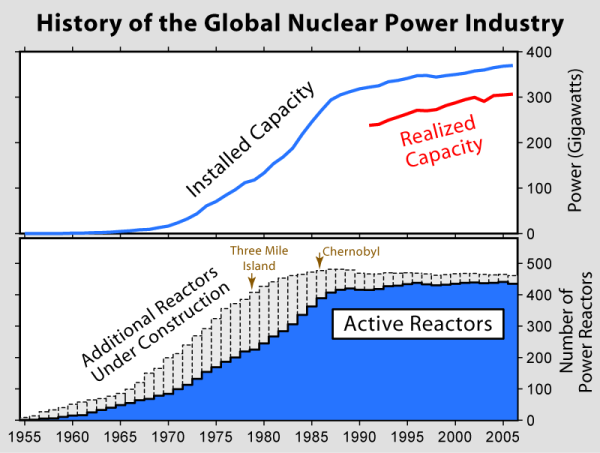 History of the Global Nuclear Power Industry
400
300
200
100
0
Power (Gigawatts)
Installed Capacity
Realized
Capacity
Three Mile
Island
Chernobyl
Additional Reactors
Under Construction
Active Reactors
500
400
300
200
100
0
Number of
Power Reactors
1955 1960 1965 1970 1975 1980 1985 1990 1995 2000 2005